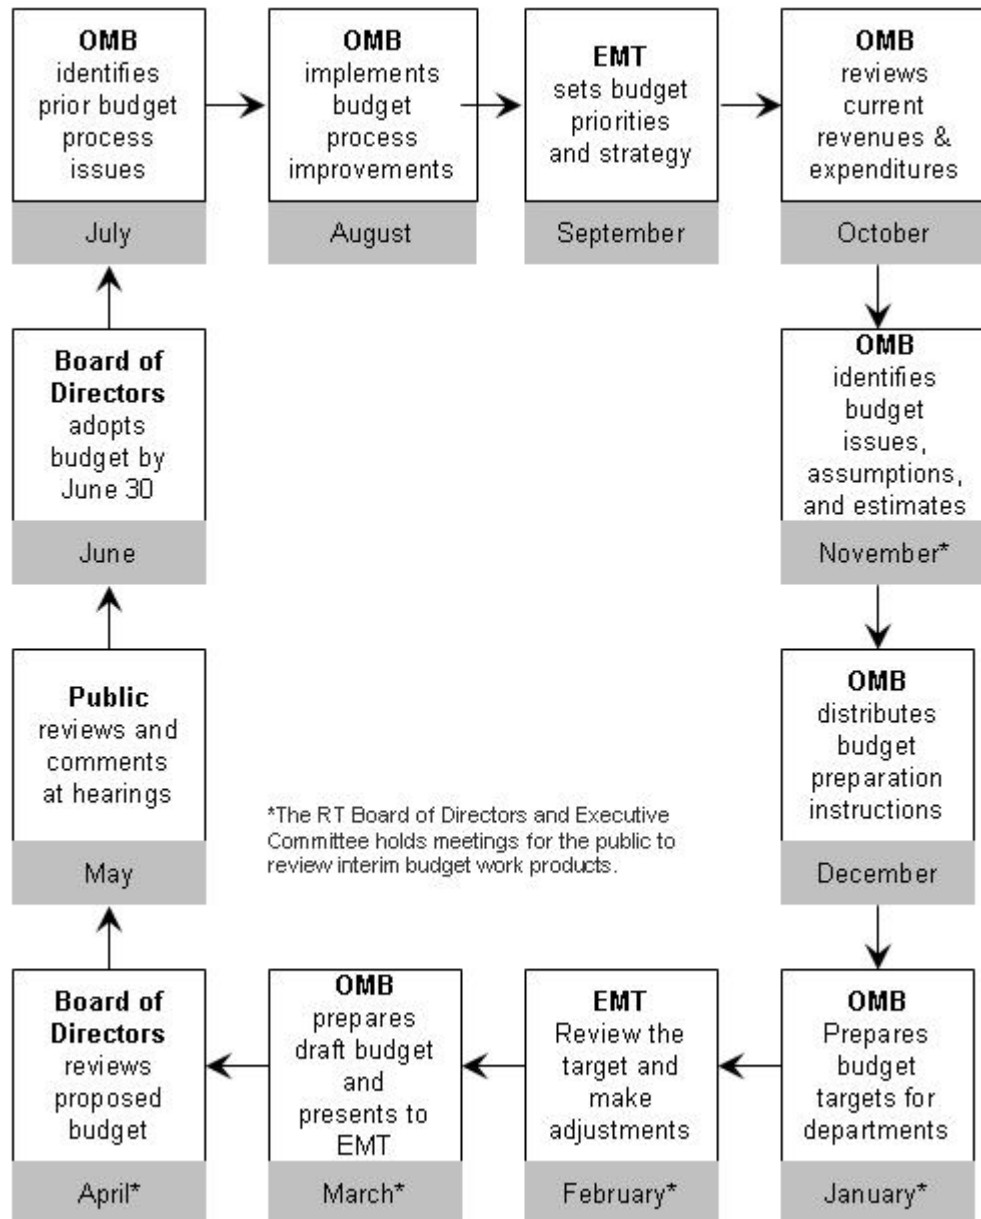 OMB
identifies
prior budget
process
issues
July
OMB
implements
budget
process
improvements
August
EMT
sets budget
priorities
and strategy
September
OMB
reviews
current
revenues &
expenditures
October
OMB
identifies
budget
issues,
assumptions,
and estimates
November*
OMB
distributes
budget
preparation
instructions
December
OMB
Prepares
budget
targets for
departments
January*
EMT
Review the
target and
make
adjustments
February*
OMB
prepares
draft budget
and
presents to
EMT
March*
Board of
Directors
reviews
proposed
budget
April*
Public
reviews and
comments
at hearings
May
Board of
Directors
adopts
budget by
June 30
June
*The RT Board of Directors and Executive
Committee holds meetings for the public to
review interim budget work products.